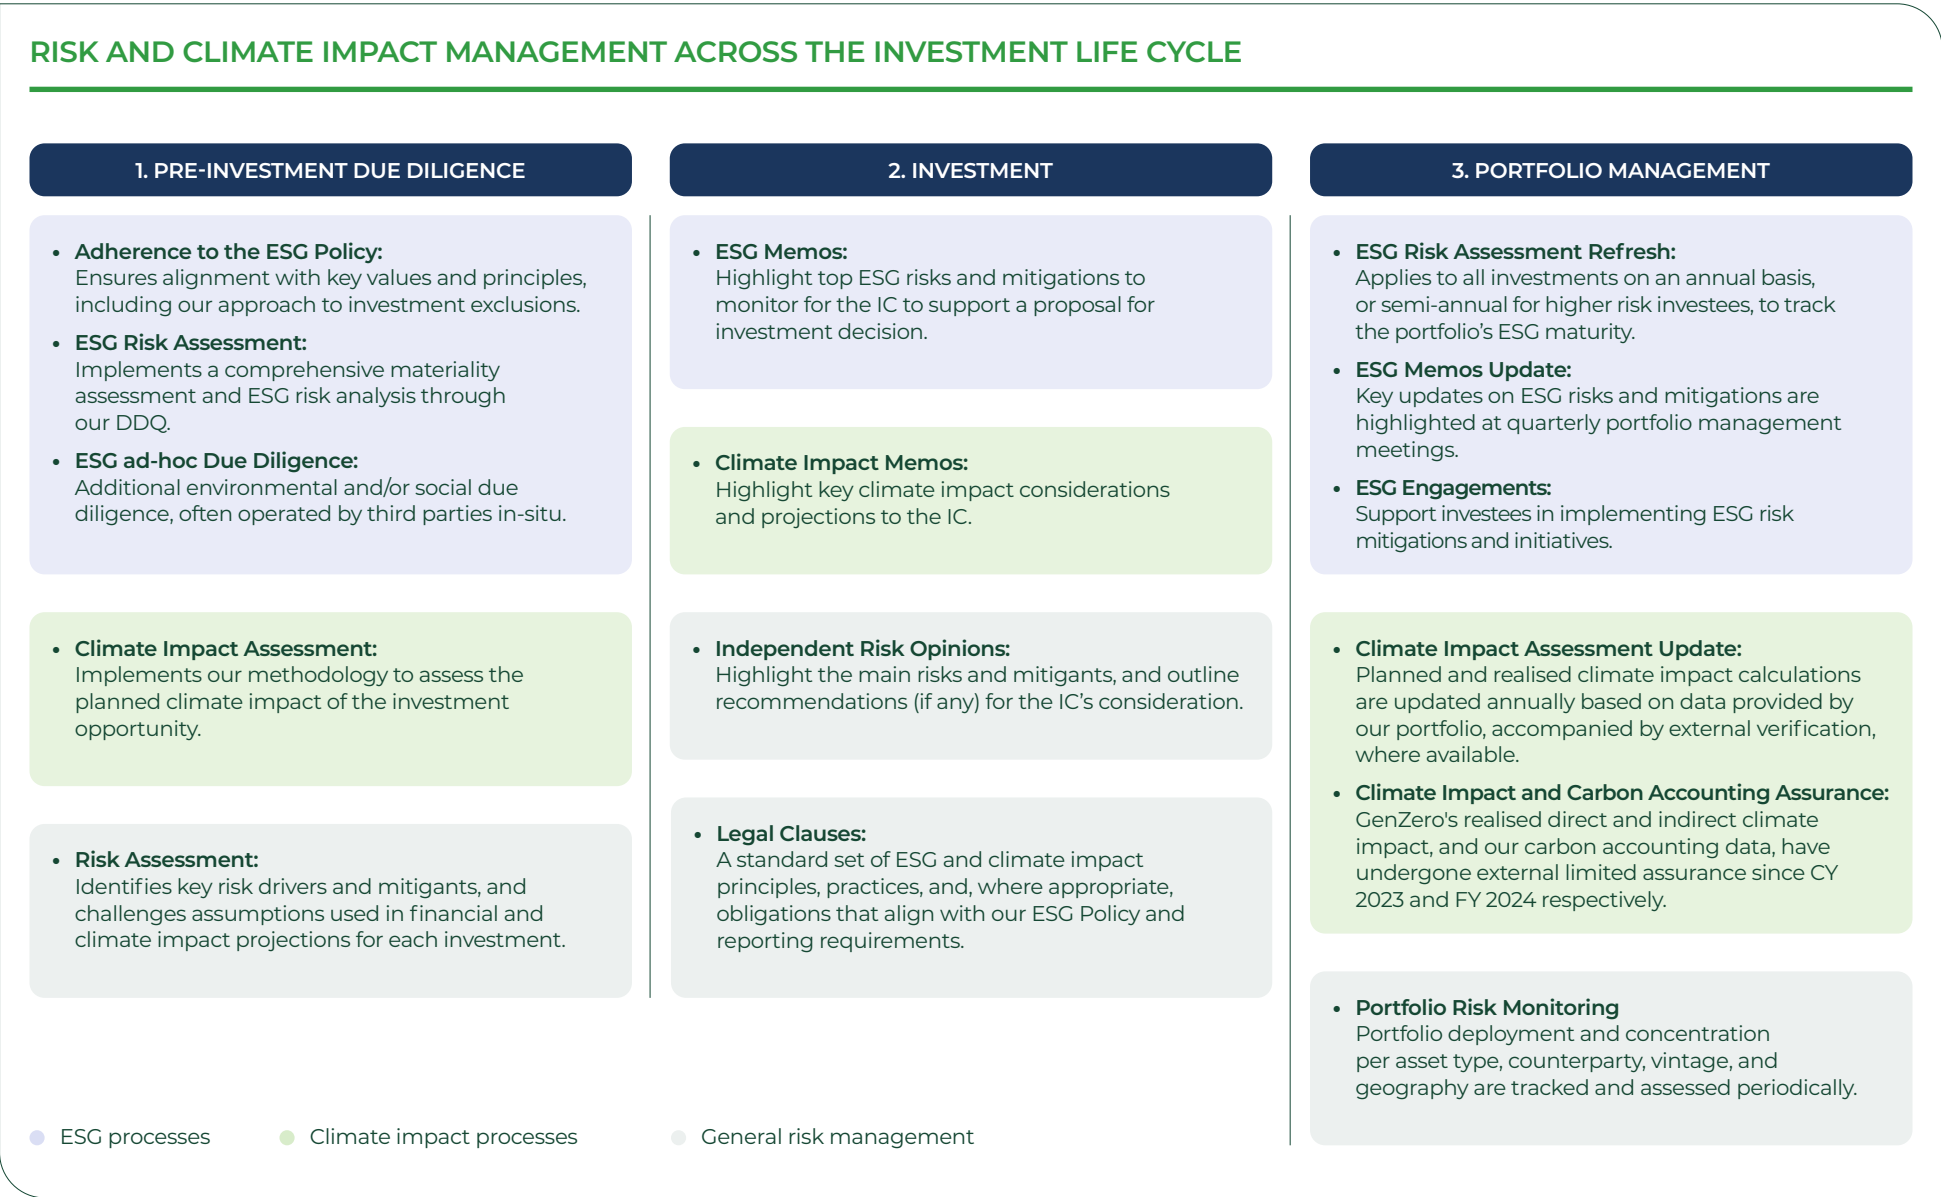 RISK AND CLIMATE IMPACT MANAGEMENT ACROSS THE INVESTMENT LIFE CYCLE
1. PRE-INVESTMENT DUE DILIGENCE
• Adherence to the ESG Policy:
Ensures alignment with key values and principles,
including our approach to investment exclusions.
• ESG Risk Assessment:
Implements a comprehensive materiality
assessment and ESG risk analysis through
our DDQ.
• ESG ad-hoc Due Diligence:
Additional environmental and/or social due
diligence, often operated by third parties in-situ.
• Climate Impact Assessment:
Implements our methodology to assess the
planned climate impact of the investment
opportunity.
• Risk Assessment:
Identifies key risk drivers and mitigants, and
challenges assumptions used in financial and
climate impact projections for each investment.
2. INVESTMENT
• ESG Memos:
Highlight top ESG risks and mitigations to
monitor for the IC to support a proposal for
investment decision.
• Climate Impact Memos:
Highlight key climate impact considerations
and projections to the IC.
• Independent Risk Opinions:
Highlight the main risks and mitigants, and outline
recommendations (if any) for the IC's consideration.
• Legal Clauses:
A standard set of ESG and climate impact
principles, practices, and, where appropriate,
obligations that align with our ESG Policy and
reporting requirements.
3. PORTFOLIO MANAGEMENT
• ESG Risk Assessment Refresh:
Applies to all investments on an annual basis,
or semi-annual for higher risk investees, to track
the portfolio's ESG maturity.
• ESG Memos Update:
Key updates on ESG risks and mitigations are
highlighted at quarterly portfolio management
meetings.
• ESG Engagements:
Support investees in implementing ESG risk
mitigations and initiatives.
• Climate Impact Assessment Update:
Planned and realised climate impact calculations
are updated annually based on data provided by
our portfolio, accompanied by external verification,
where available.
• Climate Impact and Carbon Accounting Assurance:
GenZero's realised direct and indirect climate
impact, and our carbon accounting data, have
undergone external limited assurance since CY
2023 and FY 2024 respectively.
• Portfolio Risk Monitoring
Portfolio deployment and concentration
per asset type, counterparty, vintage, and
geography are tracked and assessed periodically.
ESG processes
Climate impact processes
General risk management